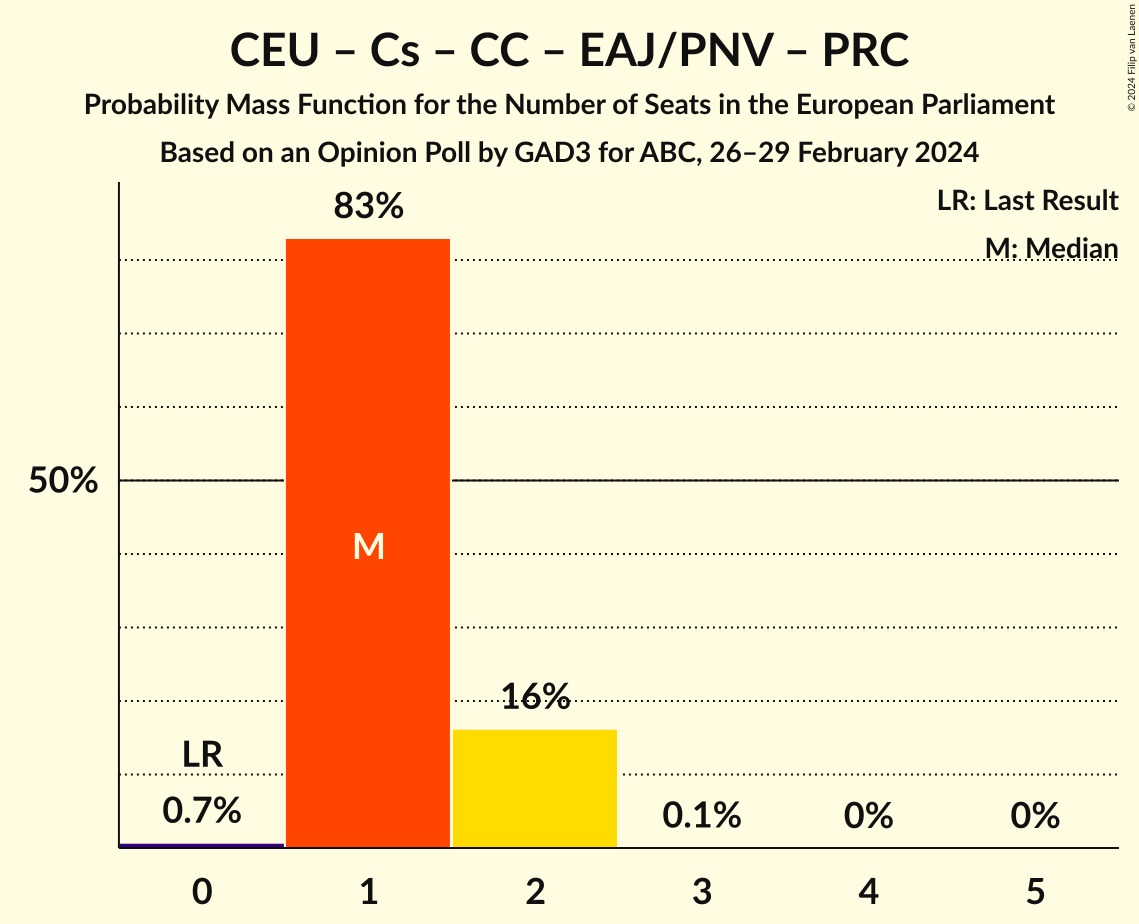 CEU – Cs – CC – EAJ/PNV – PRC
Probability Mass Function for the Number of Seats in the European Parliament
Based on an Opinion Poll by GAD3 for ABC, 26–29 February 2024
© 2024 Filip van Laenen
LR: Last Result
M: Median
83%
50%
M
16%
LR
0.7%
0.1%
0%
0%
0 1 2 3 4 5